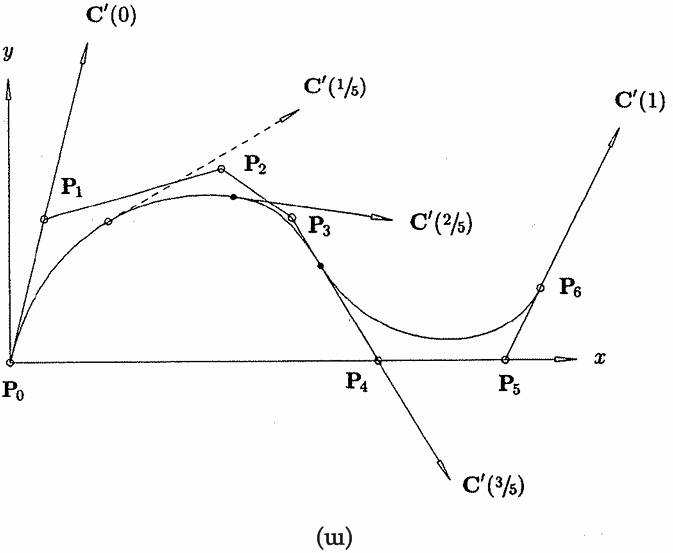 C′(0)
y
C′(1/5)
C′(1)
P₂
P₁
P₃
C′(2/5)
P₆
x
P₀
P₄
P₅
C′(3/5)
(ш)